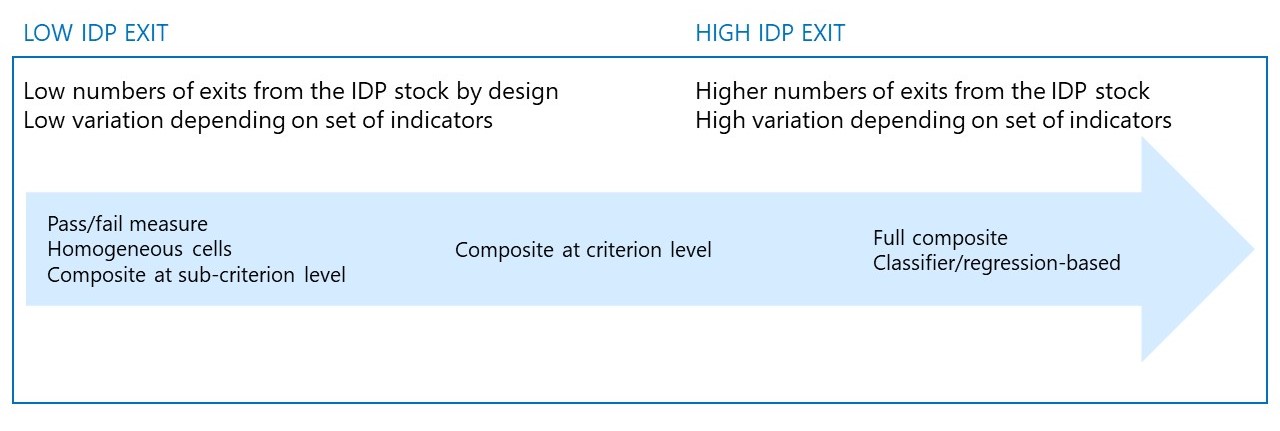 LOW IDP EXIT
HIGH IDP EXIT
Low numbers of exits from the IDP stock by design
Low variation depending on set of indicators
Higher numbers of exits from the IDP stock
High variation depending on set of indicators
Pass/fail measure
Homogeneous cells
Composite at sub-criterion level
Composite at criterion level
Full composite
Classifier/regression-based